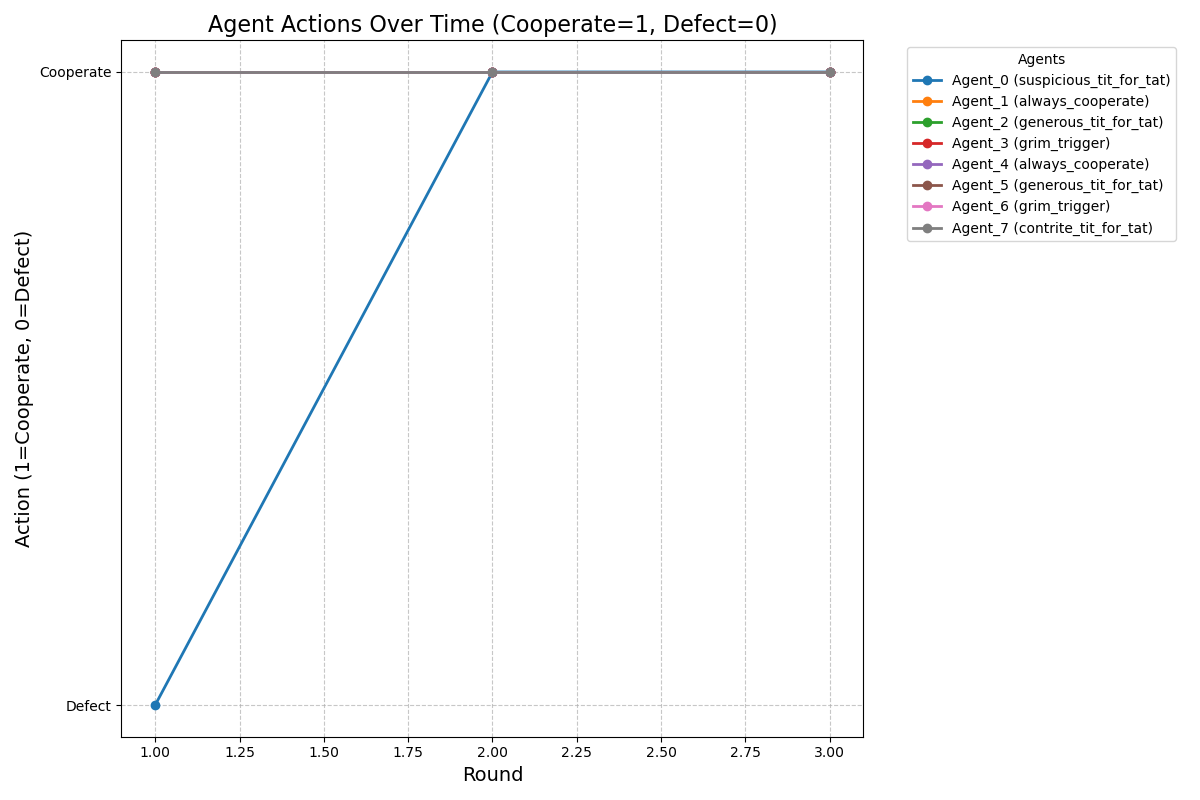 Agent Actions Over Time (Cooperate=1, Defect=0)
Cooperate
Defect
Action (1=Cooperate, 0=Defect)
1.00 1.25 1.50 1.75 2.00 2.25 2.50 2.75 3.00
Round
Agents
Agent_0 (suspicious_tit_for_tat)
Agent_1 (always_cooperate)
Agent_2 (generous_tit_for_tat)
Agent_3 (grim_trigger)
Agent_4 (always_cooperate)
Agent_5 (generous_tit_for_tat)
Agent_6 (grim_trigger)
Agent_7 (contrite_tit_for_tat)